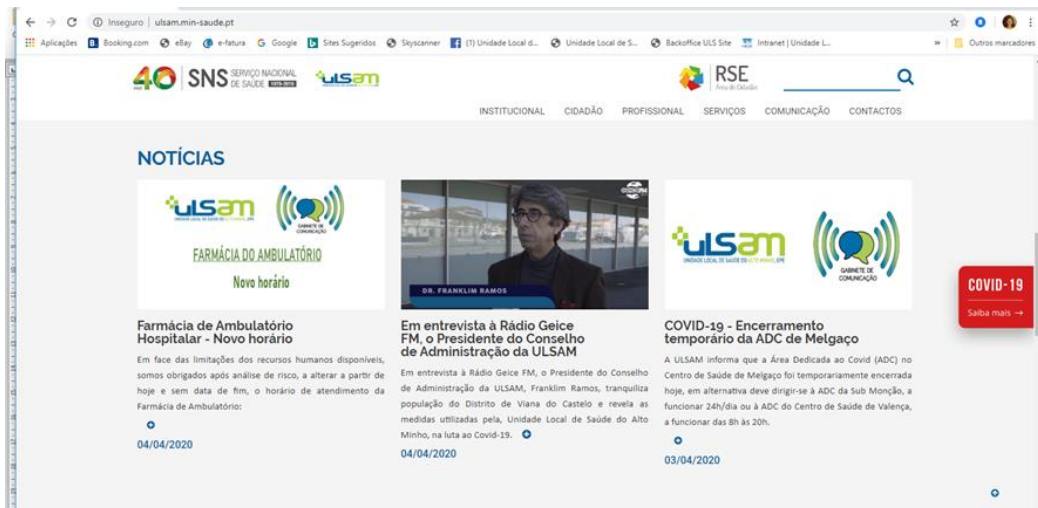 Inseguro | ulsam.min-saude.pt
Aplicações Booking.com eBay e-fatura Google Sites Sugeridos Skyscanner (1) Unidade Local d... Unidade Local de S... Backoffice ULS Site Intranet | Unidade L... » Outros marcadores
40 SNS SERVIÇO NACIONAL DE SAÚDE ulsam RSE
INSTITUCIONAL CIDADÃO PROFISSIONAL SERVIÇOS COMUNICAÇÃO CONTACTOS
NOTÍCIAS
ulsam
GABINETE DE
COMUNICAÇÃO
FARMÁCIA DO AMBULATÓRIO
Novo horário
Farmácia de Ambulatório
Hospitalar - Novo horário
Em face das limitações dos recursos humanos disponíveis,
somos obrigados após análise de risco, a alterar a partir de
hoje e sem data de fim, o horário de atendimento da
Farmácia de Ambulatório:
04/04/2020
DR. FRANKLIM RAMOS
Em entrevista à Rádio Geice
FM, o Presidente do Conselho
de Administração da ULSAM
Em entrevista à Rádio Geice FM, o Presidente do Conselho
de Administração da ULSAM, Franklim Ramos, tranquiliza
população do Distrito de Viana do Castelo e revela as
medidas utilizadas pela, Unidade Local de Saúde do Alto
Minho, na luta ao Covid-19.
04/04/2020
ulsam
UNIDADE LOCAL DE SAÚDE DO ALTO MINHO, EPE
GABINETE DE
COMUNICAÇÃO
COVID-19 - Encerramento
temporário da ADC de Melgaço
A ULSAM informa que a Área Dedicada ao Covid (ADC) no
Centro de Saúde de Melgaço foi temporariamente encerrada
hoje, em alternativa deve dirigir-se à ADC da Sub Monção, a
funcionar 24h/dia ou à ADC do Centro de Saúde de Valença,
a funcionar das 8h às 20h.
03/04/2020
COVID-19
Saiba mais →